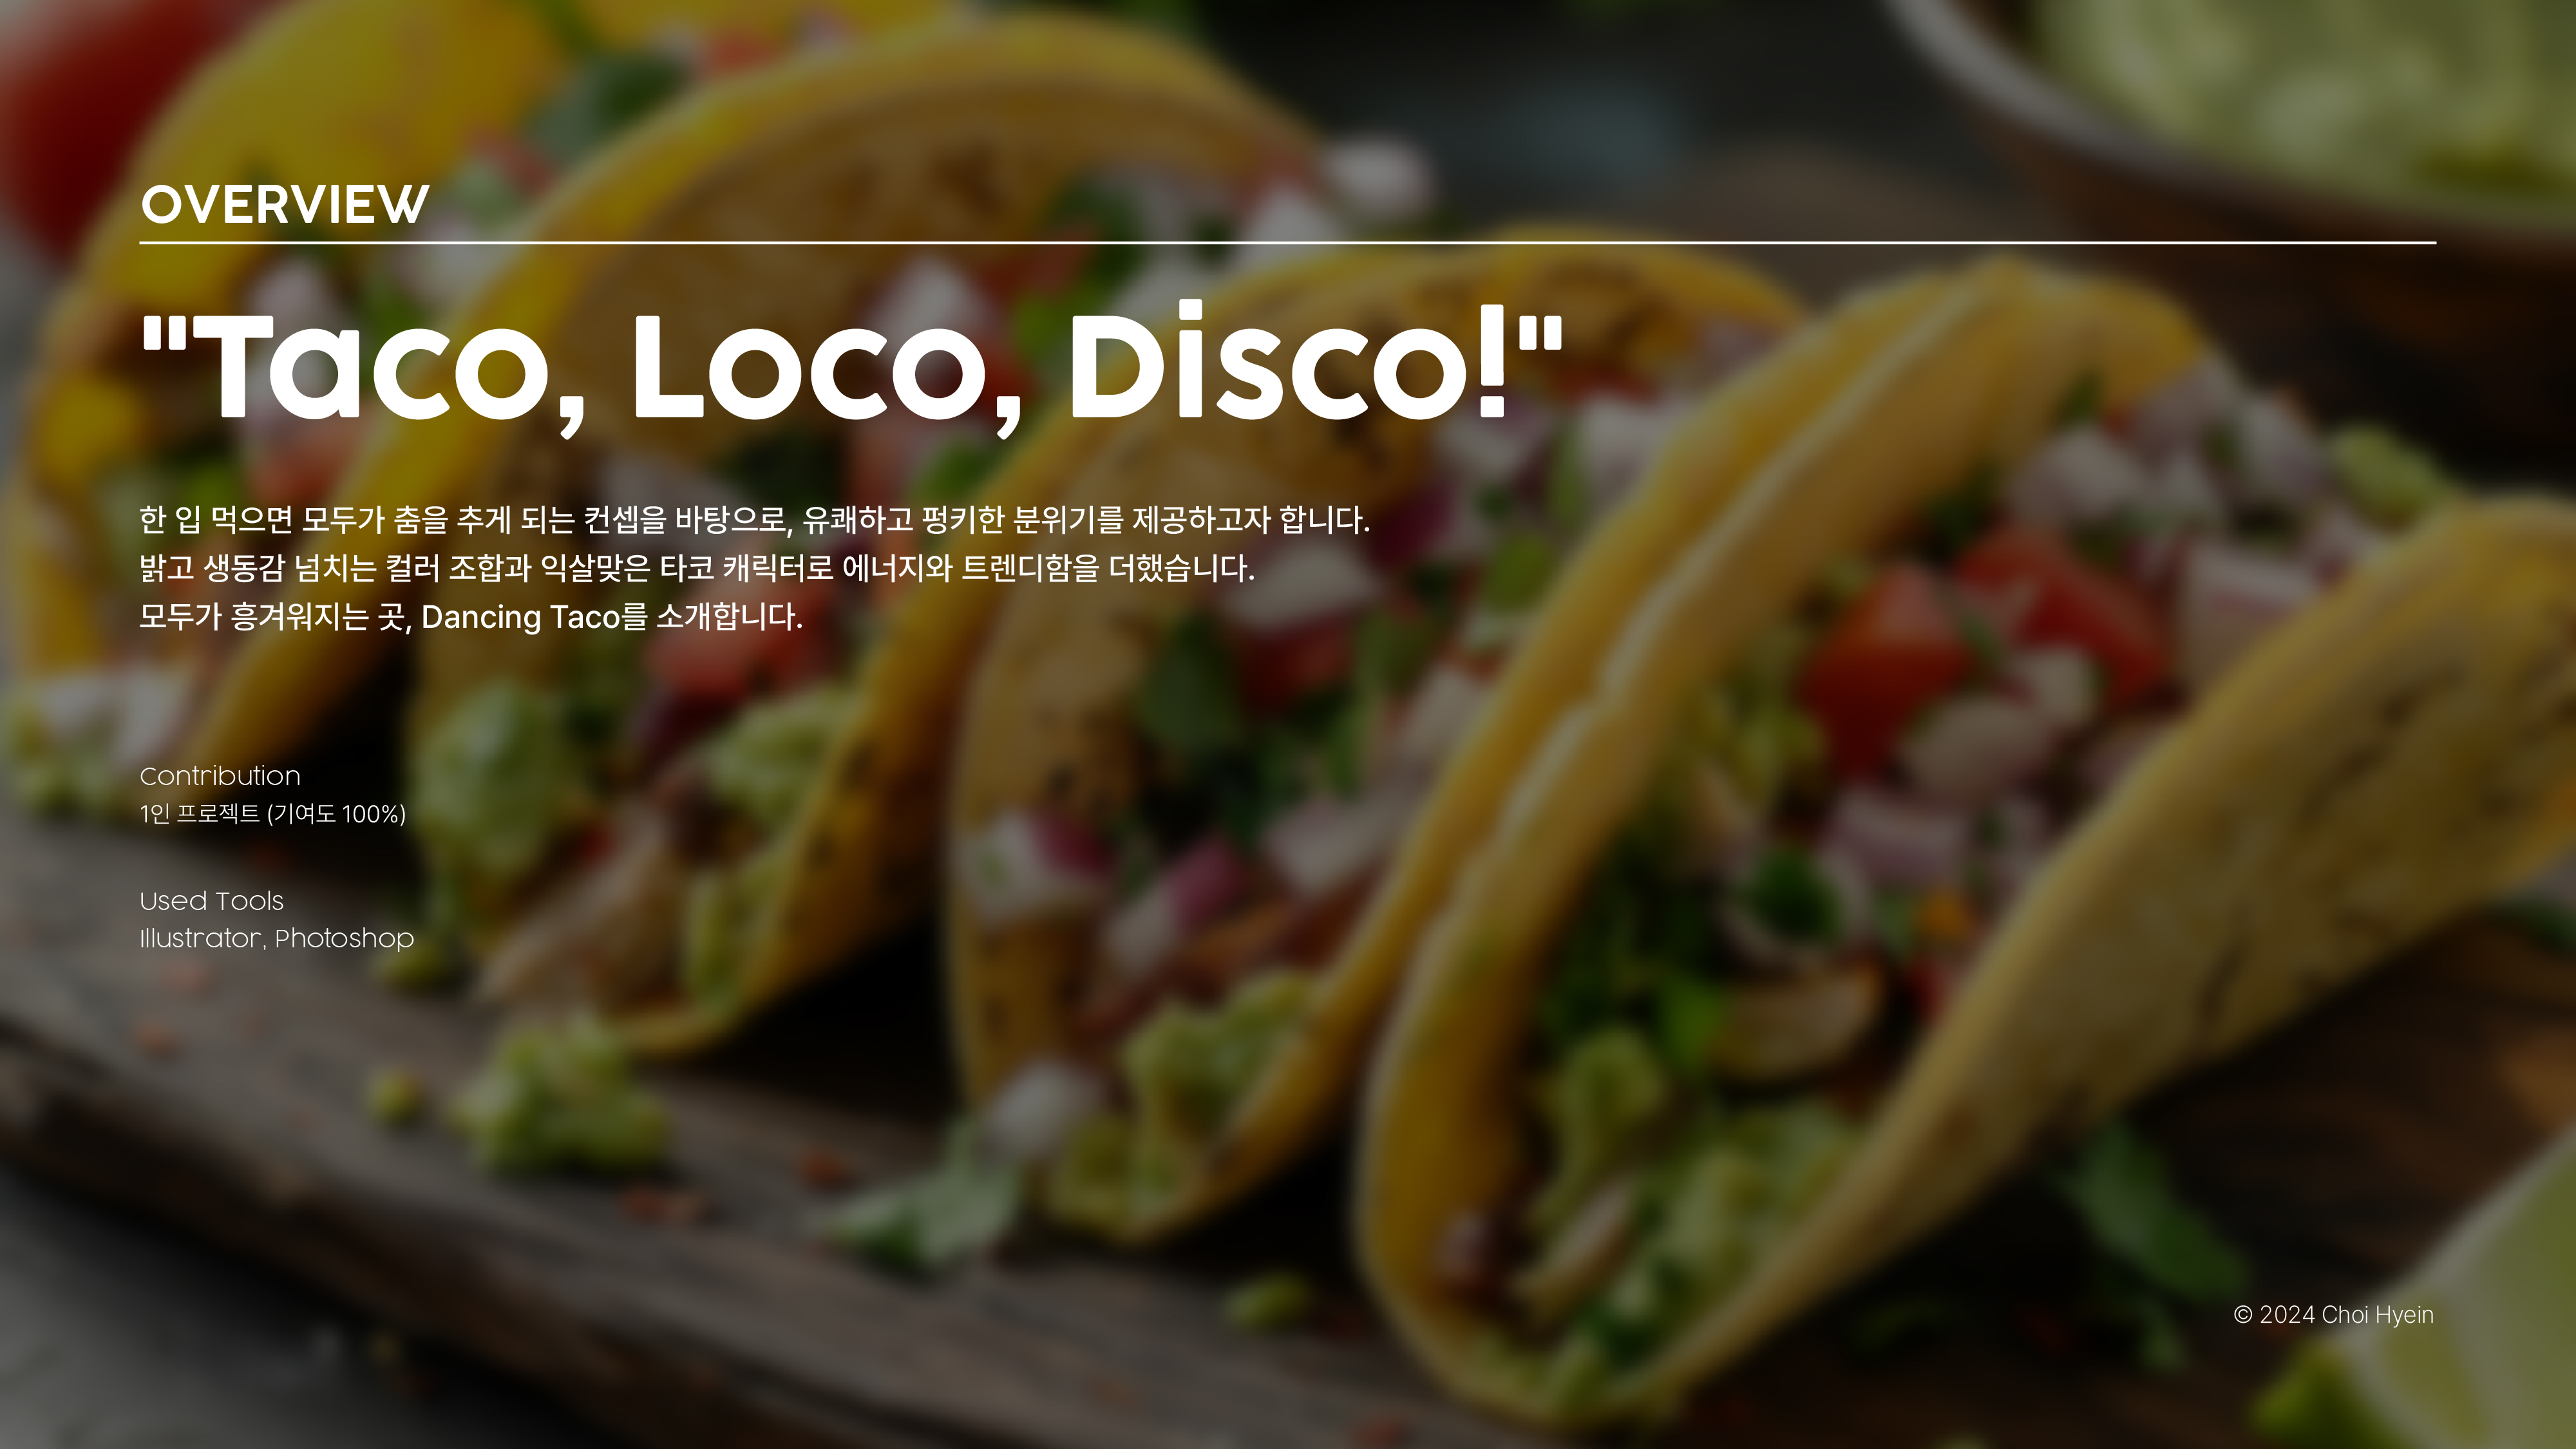 OVERVIEW
"Taco, Loco, Disco!"
한 입 먹으면 모두가 춤을 추게 되는 컨셉을 바탕으로, 유쾌하고 펑키한 분위기를 제공하고자 합니다.
밝고 생동감 넘치는 컬러 조합과 익살맞은 타코 캐릭터로 에너지와 트렌디함을 더했습니다.
모두가 흥겨워지는 곳, Dancing Taco를 소개합니다.
Contribution
1인 프로젝트 (기여도 100%)
Used Tools
Illustrator, Photoshop
© 2024 Choi Hyein